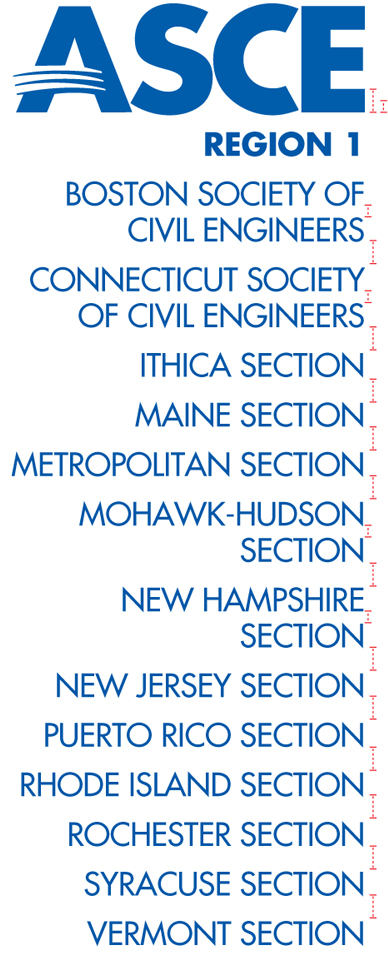 ASCE
REGION 1
BOSTON SOCIETY OF
CIVIL ENGINEERS
CONNECTICUT SOCIETY
OF CIVIL ENGINEERS
ITHICA SECTION
MAINE SECTION
METROPOLITAN SECTION
MOHAWK-HUDSON
SECTION
NEW HAMPSHIRE
SECTION
NEW JERSEY SECTION
PUERTO RICO SECTION
RHODE ISLAND SECTION
ROCHESTER SECTION
SYRACUSE SECTION
VERMONT SECTION